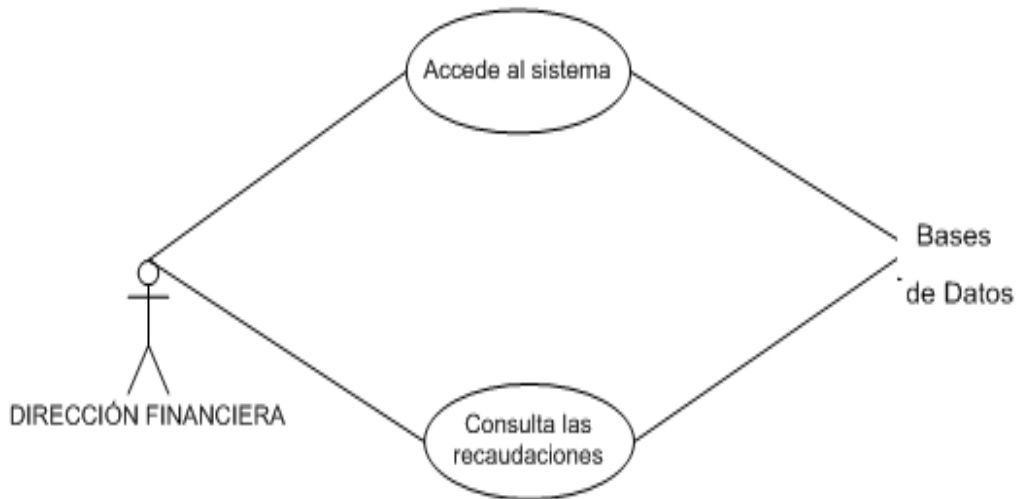 Accede al sistema
Bases
de Datos
DIRECCIÓN FINANCIERA
Consulta las
recaudaciones